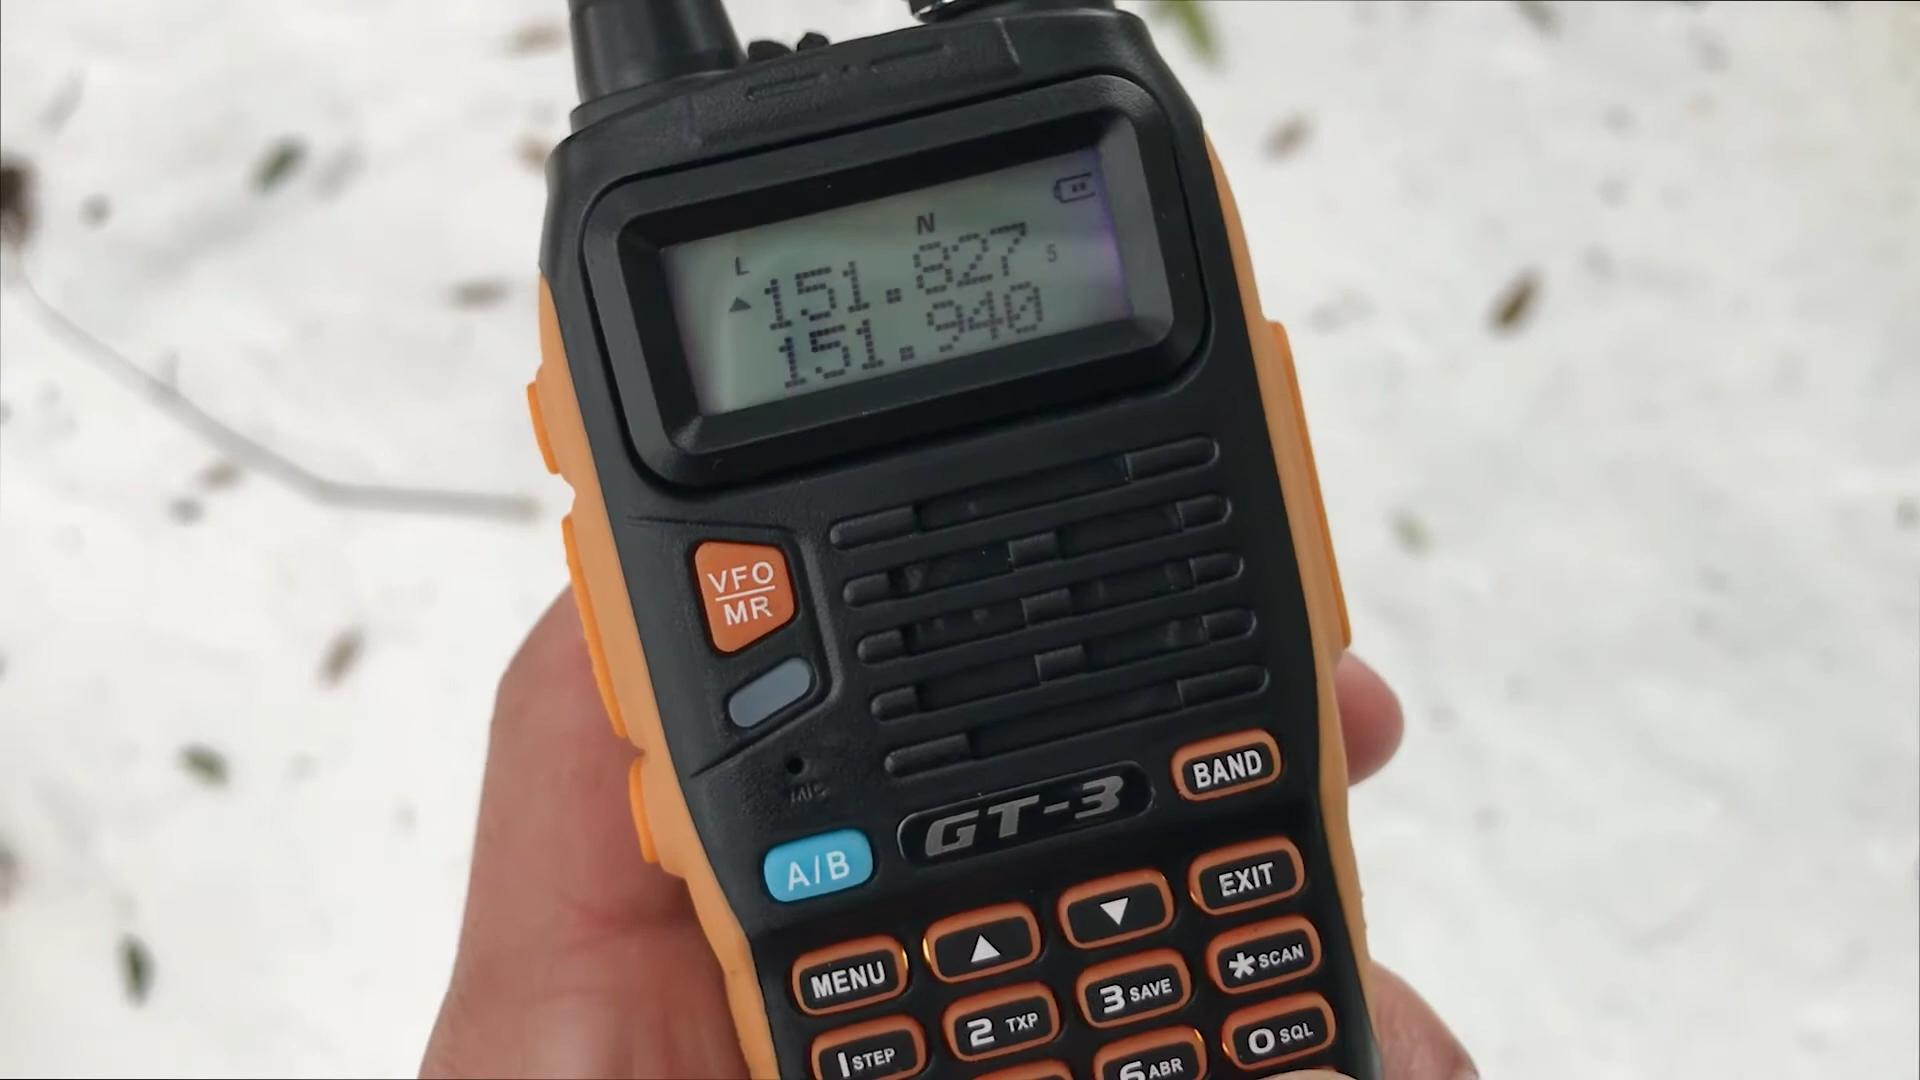 N
L
151.827 5
151.940
VFO
MR
MIC
BAND
GT-3
A/B
EXIT
MENU
*SCAN
3 SAVE
2 TXP
0 SQL
1 STEP
6 ABR